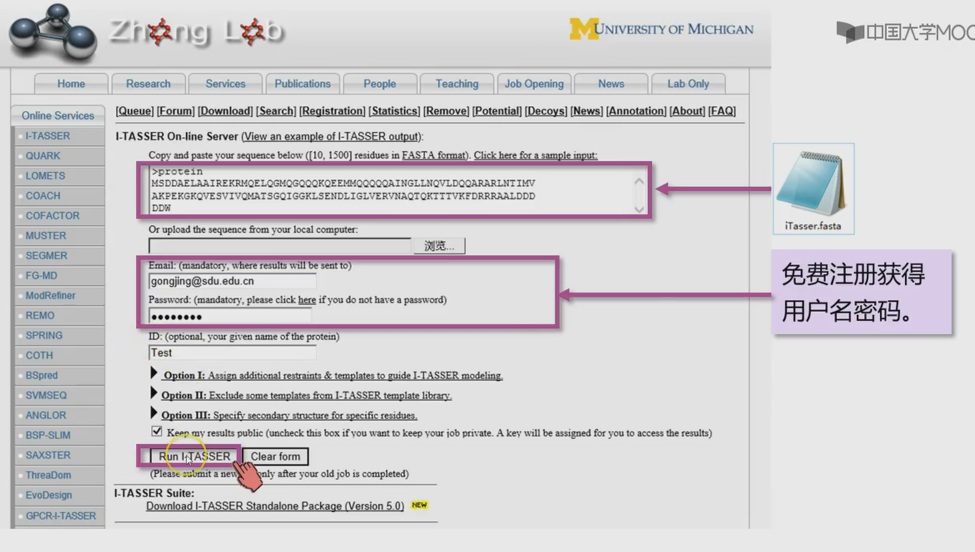 Zhang Lab
UNIVERSITY OF MICHIGAN
中国大学MOOC
Home Research Services Publications People Teaching Job Opening News Lab Only
Online Services
I-TASSER
QUARK
LOMETS
COACH
COFACTOR
MUSTER
SEGMER
FG-MD
ModRefiner
REMO
SPRING
COTH
BSpred
SVMSEQ
ANGLOR
BSP-SLIM
SAXSTER
ThreaDom
EvoDesign
GPCR-I-TASSER
[Queue] [Forum] [Download] [Search] [Registration] [Statistics] [Remove] [Potential] [Decoys] [News] [Annotation] [About] [FAQ]
I-TASSER On-line Server (View an example of I-TASSER output):
Copy and paste your sequence below ([10, 1500] residues in FASTA format). Click here for a sample input:
>protein
MSDDAELAAIREKRMQELQGMQGQQQKQEEMMQQQQQAINGLLNQVLDQQARARLNTIMV
AKPEKGKQVESVIVQMATSGQIGGKLSENDLIGLVERVNAQTQKTTTVKFDRRRAALDDD
DDW
Or upload the sequence from your local computer:
浏览...
Email: (mandatory, where results will be sent to)
gongjing@sdu.edu.cn
Password: (mandatory, please click here if you do not have a password)
●●●●●●●●
ID: (optional, your given name of the protein)
Test
Option I: Assign additional restraints & templates to guide I-TASSER modeling.
Option II: Exclude some templates from I-TASSER template library.
Option III: Specify secondary structure for specific residues.
Keep my results public (uncheck this box if you want to keep your job private. A key will be assigned for you to access the results)
Run I-TASSER Clear form
(Please submit a new only after your old job is completed)
I-TASSER Suite:
Download I-TASSER Standalone Package (Version 5.0) NEW
iTasser.fasta
免费注册获得
用户名密码。